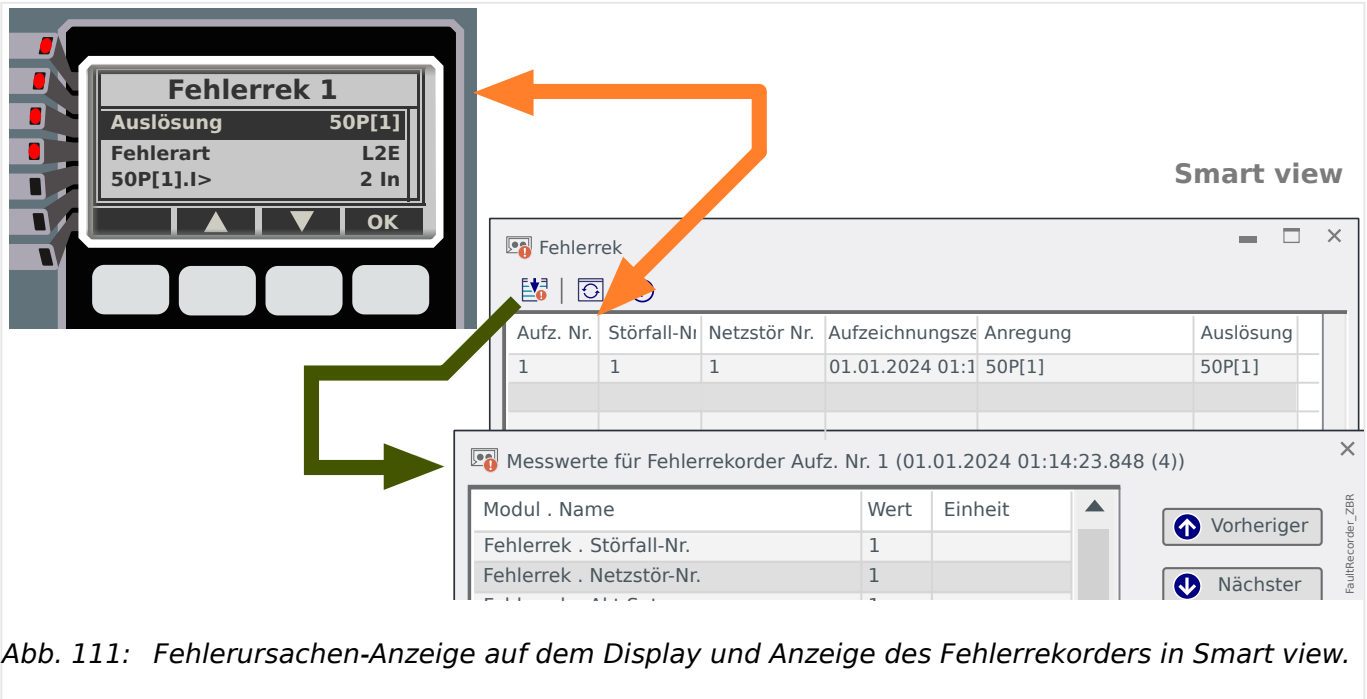 Fehlerrek 1
Auslösung 50P[1]
Fehlerart L2E
50P[1].I> 2 In
OK
Smart view
Fehlerrek
Aufz. Nr. Störfall-Nr Netzstör Nr. Aufzeichnungsze Anregung Auslösung
1 1 1 01.01.2024 01:1 50P[1] 50P[1]
Messwerte für Fehlerrekorder Aufz. Nr. 1 (01.01.2024 01:14:23.848 (4))
Modul . Name Wert Einheit
Fehlerrek . Störfall-Nr. 1
Fehlerrek . Netzstör-Nr. 1
Vorheriger
Nächster
FaultRecorder_ZBR
Abb. 111: Fehlerursachen-Anzeige auf dem Display und Anzeige des Fehlerrekorders in Smart view.